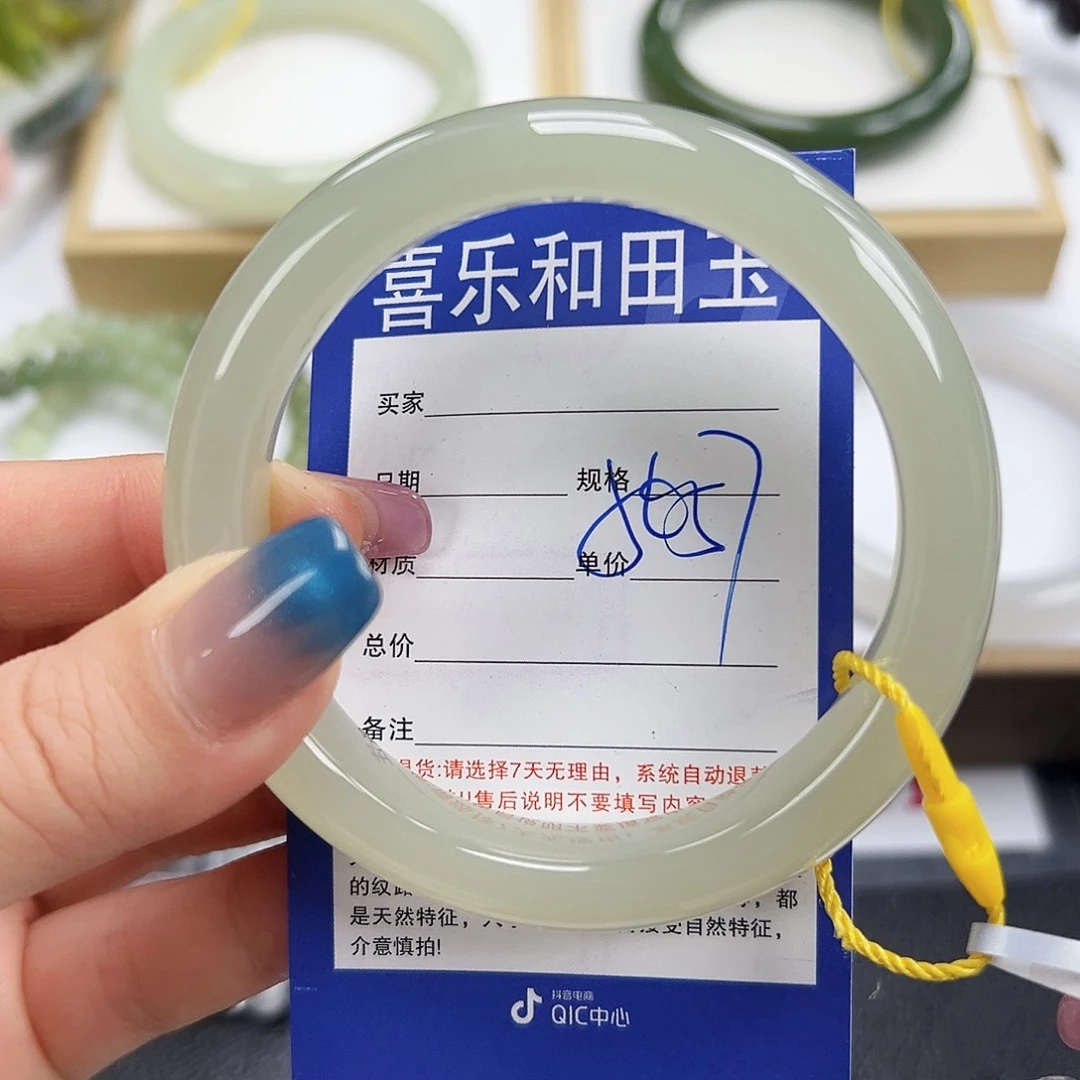 喜乐和田玉
买家
日期 规格
材质 单价
总价
备注
退货:请选择7天无理由，系统自动退
售后说明不要填写内容
的纹
，都
是天然特征， 接受自然特征，
介意慎拍!
抖音电商
QIC中心